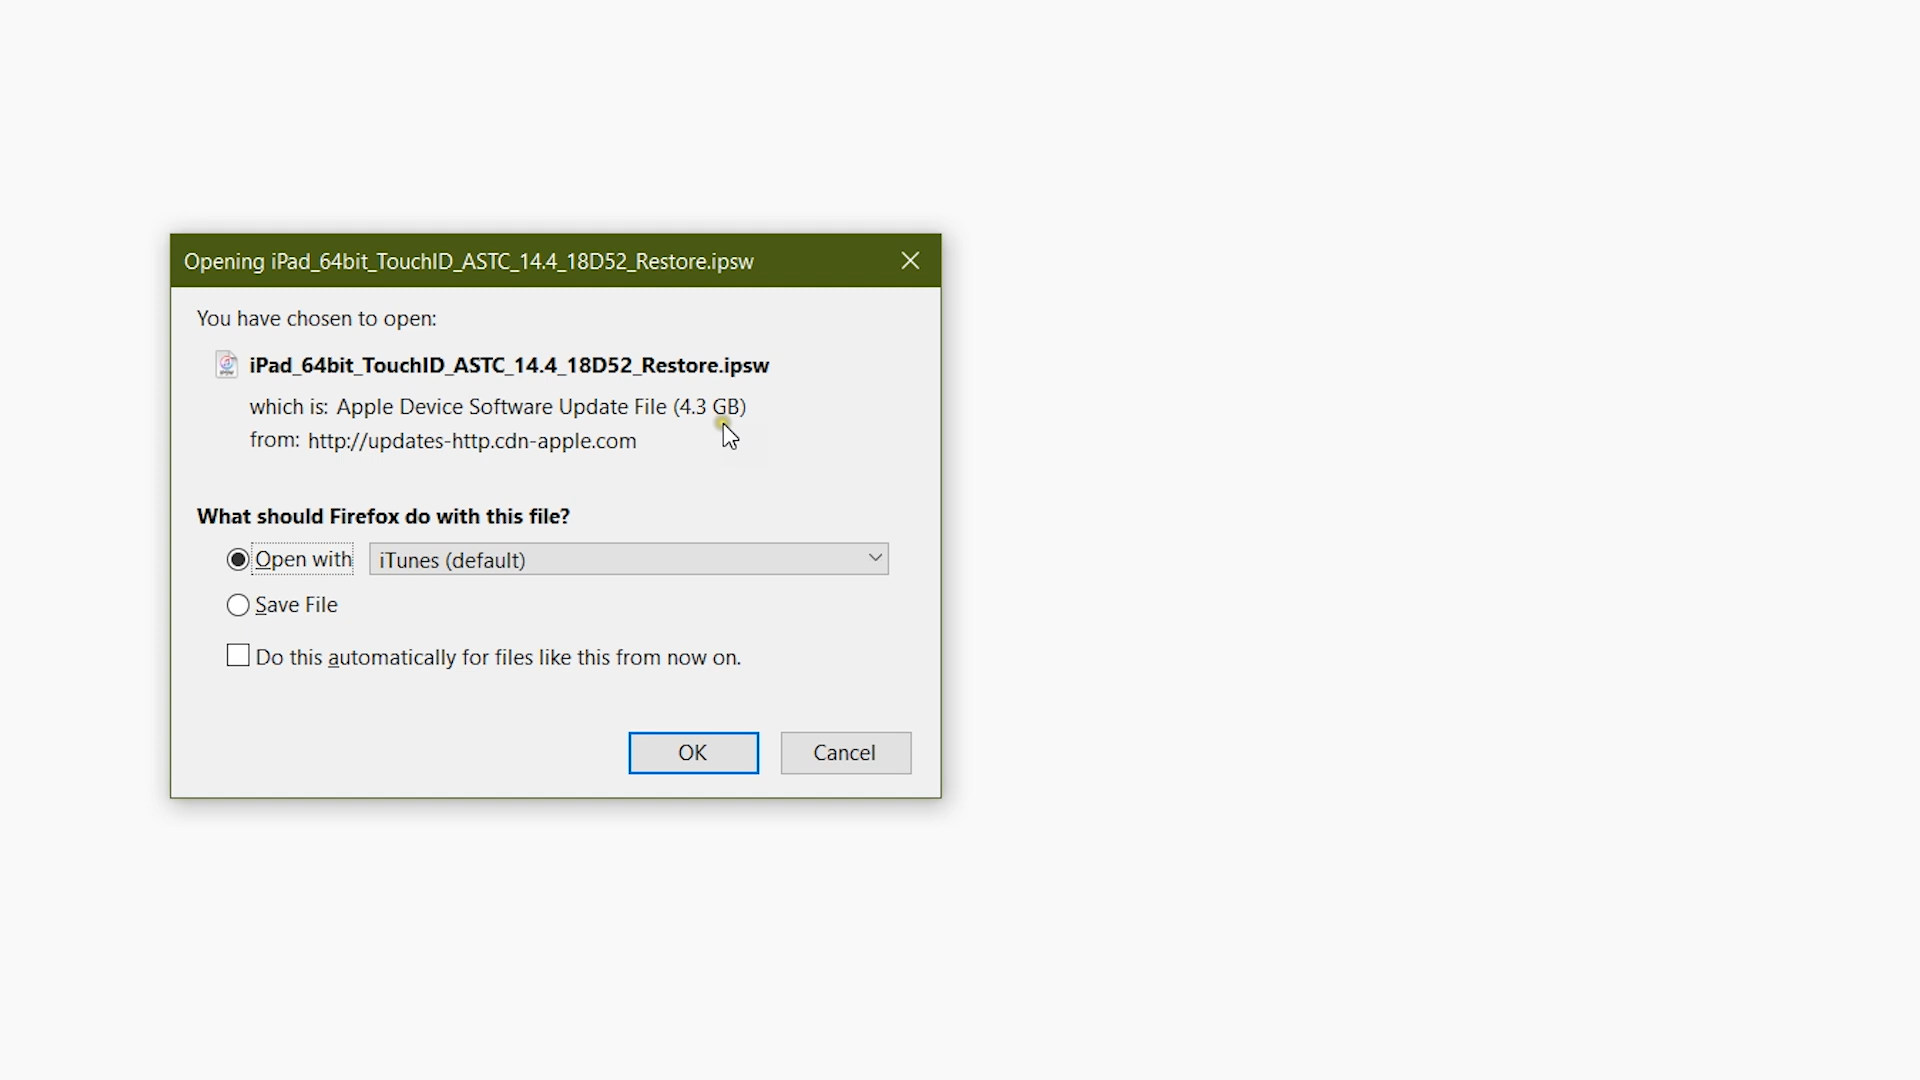 Opening iPad_64bit_TouchID_ASTC_14.4_18D52_Restore.ipsw
You have chosen to open:
iPad_64bit_TouchID_ASTC_14.4_18D52_Restore.ipsw
which is: Apple Device Software Update File (4.3 GB)
from: http://updates-http.cdn-apple.com
What should Firefox do with this file?
Open with iTunes (default)
Save File
Do this automatically for files like this from now on.
OK Cancel